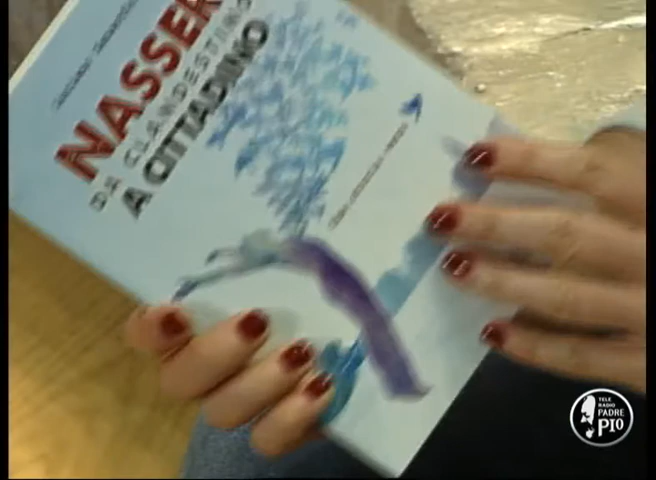 NASSER
DA CLANDESTINO
A CITTADINO
TELE
RADIO
PADRE
PIO